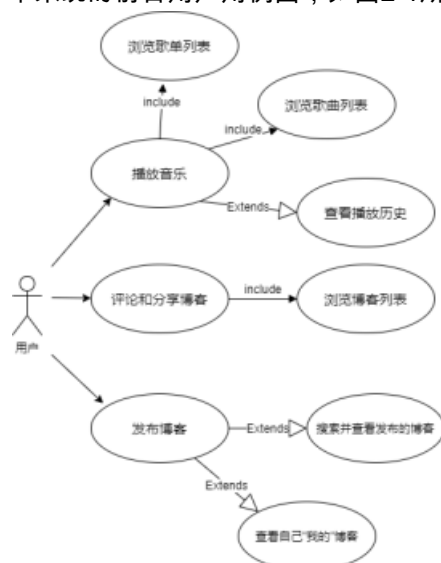 浏览歌单列表
include
浏览歌曲列表
include
播放音乐
Extends
查看播放历史
include
评论和分享博客
浏览博客列表
用户
发布博客
Extends
搜索并查看发布的博客
Extends
查看自己"我的"博客